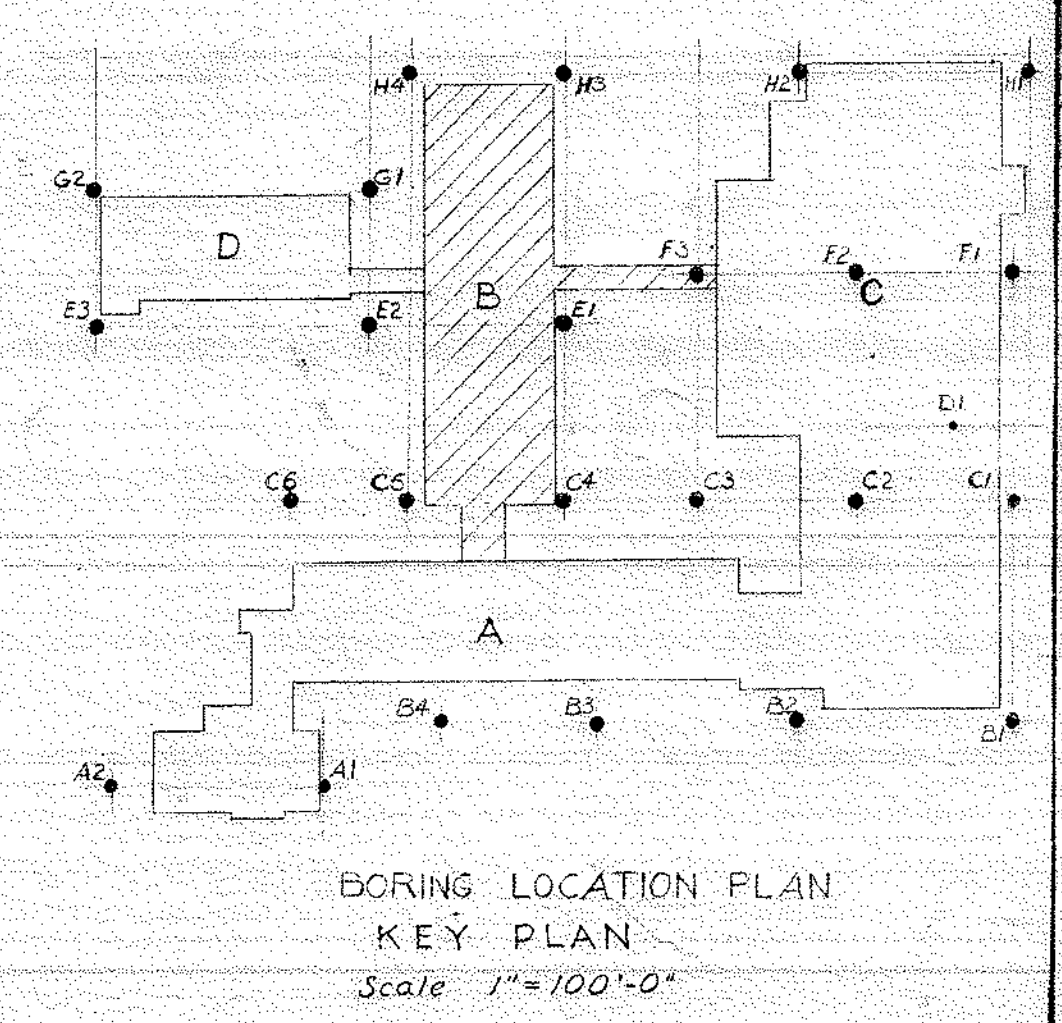 H4 H3 H2 H1
G2 G1
D
F3 F2 F1
B
C
E3 E2 E1
D1
C6 C5 C4 C3 C2 C1
A
B4 B3 B2 B1
A2 A1
BORING LOCATION PLAN
KEY PLAN
Scale 1"=100'-0"